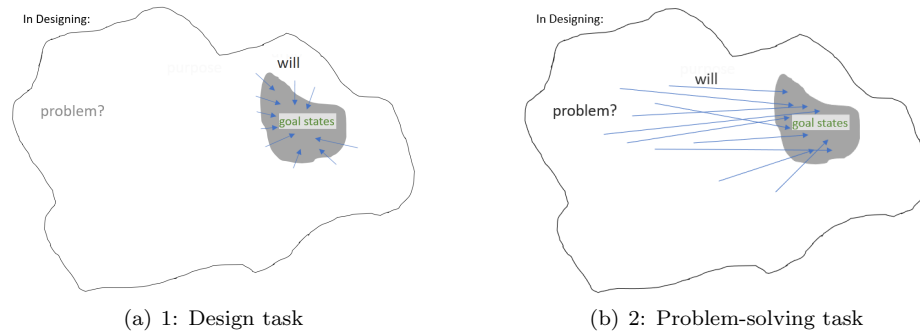 In Designing:
will
problem?
goal states
(a) 1: Design task
In Designing:
will
problem?
goal states
(b) 2: Problem-solving task